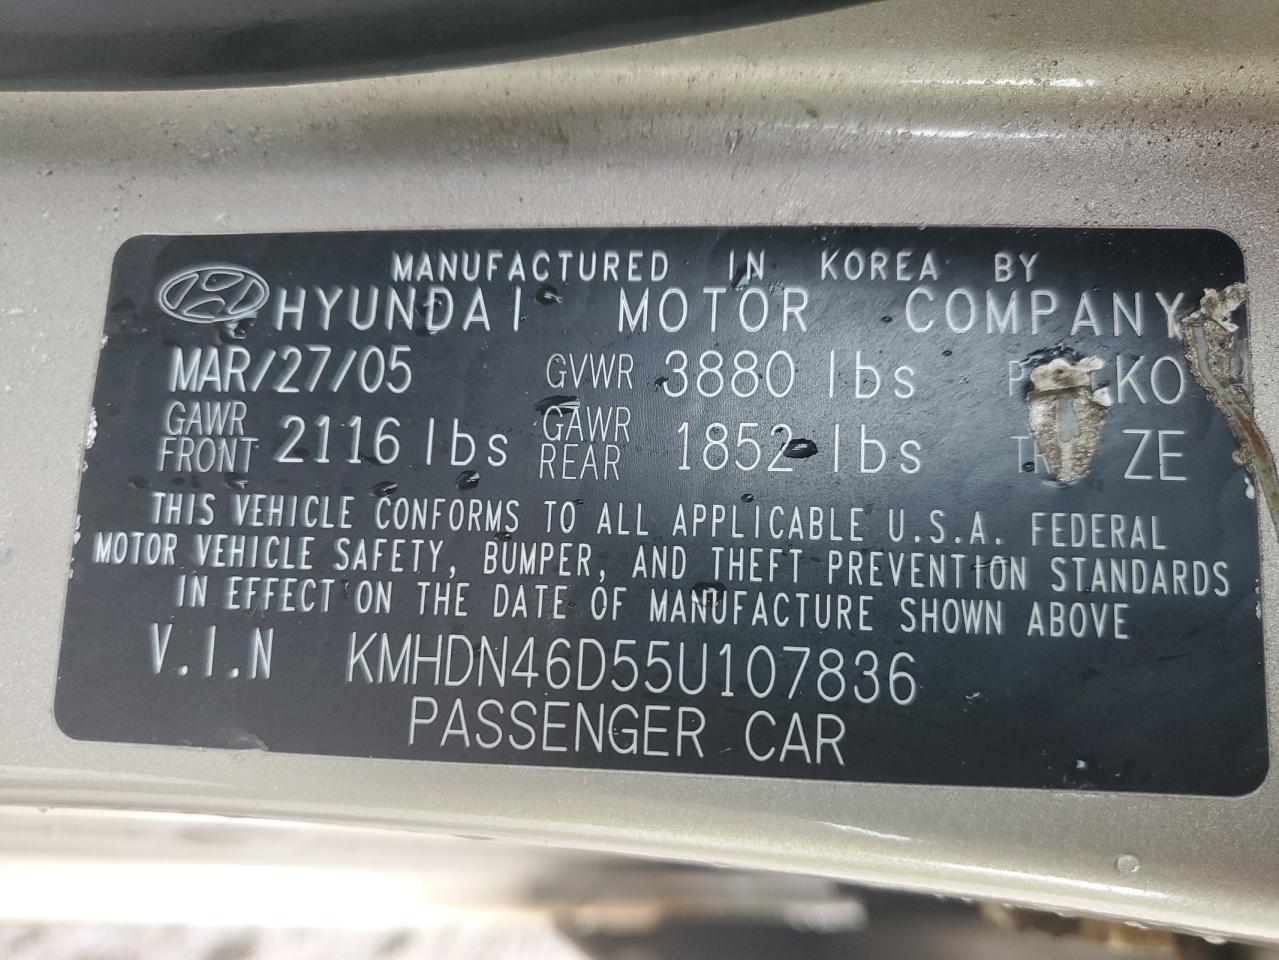 MANUFACTURED IN KOREA BY
HYUNDAI MOTOR COMPANY
MAR/27/05 GVWR 3880 lbs KO
GAWR FRONT 2116 lbs GAWR REAR 1852 lbs ZE
THIS VEHICLE CONFORMS TO ALL APPLICABLE U.S.A. FEDERAL
MOTOR VEHICLE SAFETY, BUMPER, AND THEFT PREVENTION STANDARDS
IN EFFECT ON THE DATE OF MANUFACTURE SHOWN ABOVE
V.I.N KMHDN46D55U107836
PASSENGER CAR